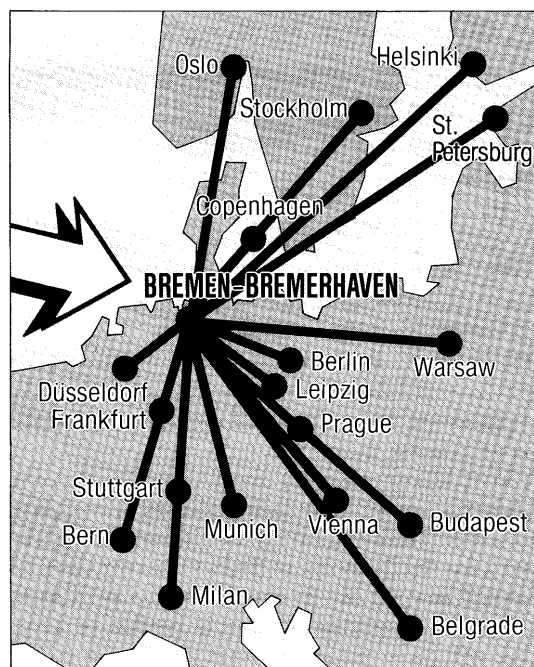 Oslo
Helsinki
Stockholm
St.
Petersburg
Copenhagen
BREMEN–BREMERHAVEN
Berlin
Warsaw
Düsseldorf
Leipzig
Frankfurt
Prague
Stuttgart
Munich
Vienna
Budapest
Bern
Milan
Belgrade